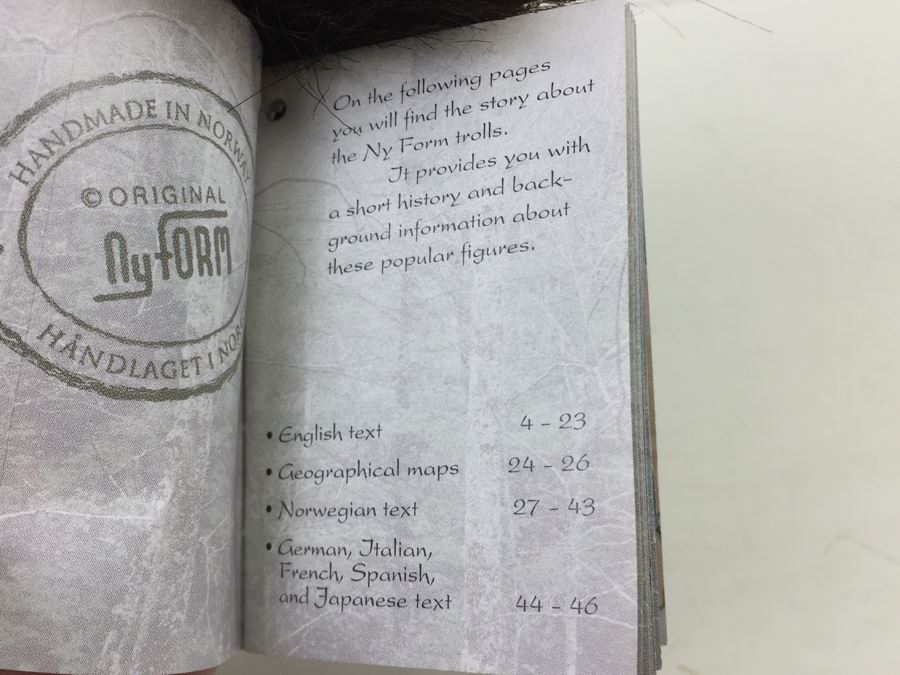 HANDMADE IN NORWAY
© ORIGINAL
Ny FORM
HÅNDLAGET I
On the following pages
you will find the story about
the Ny Form trolls.
It provides you with
a short history and back-
ground information about
these popular figures.
• English text 4 - 23
• Geographical maps 24 - 26
• Norwegian text 27 - 43
• German, Italian,
French, Spanish,
and Japanese text 44 - 46